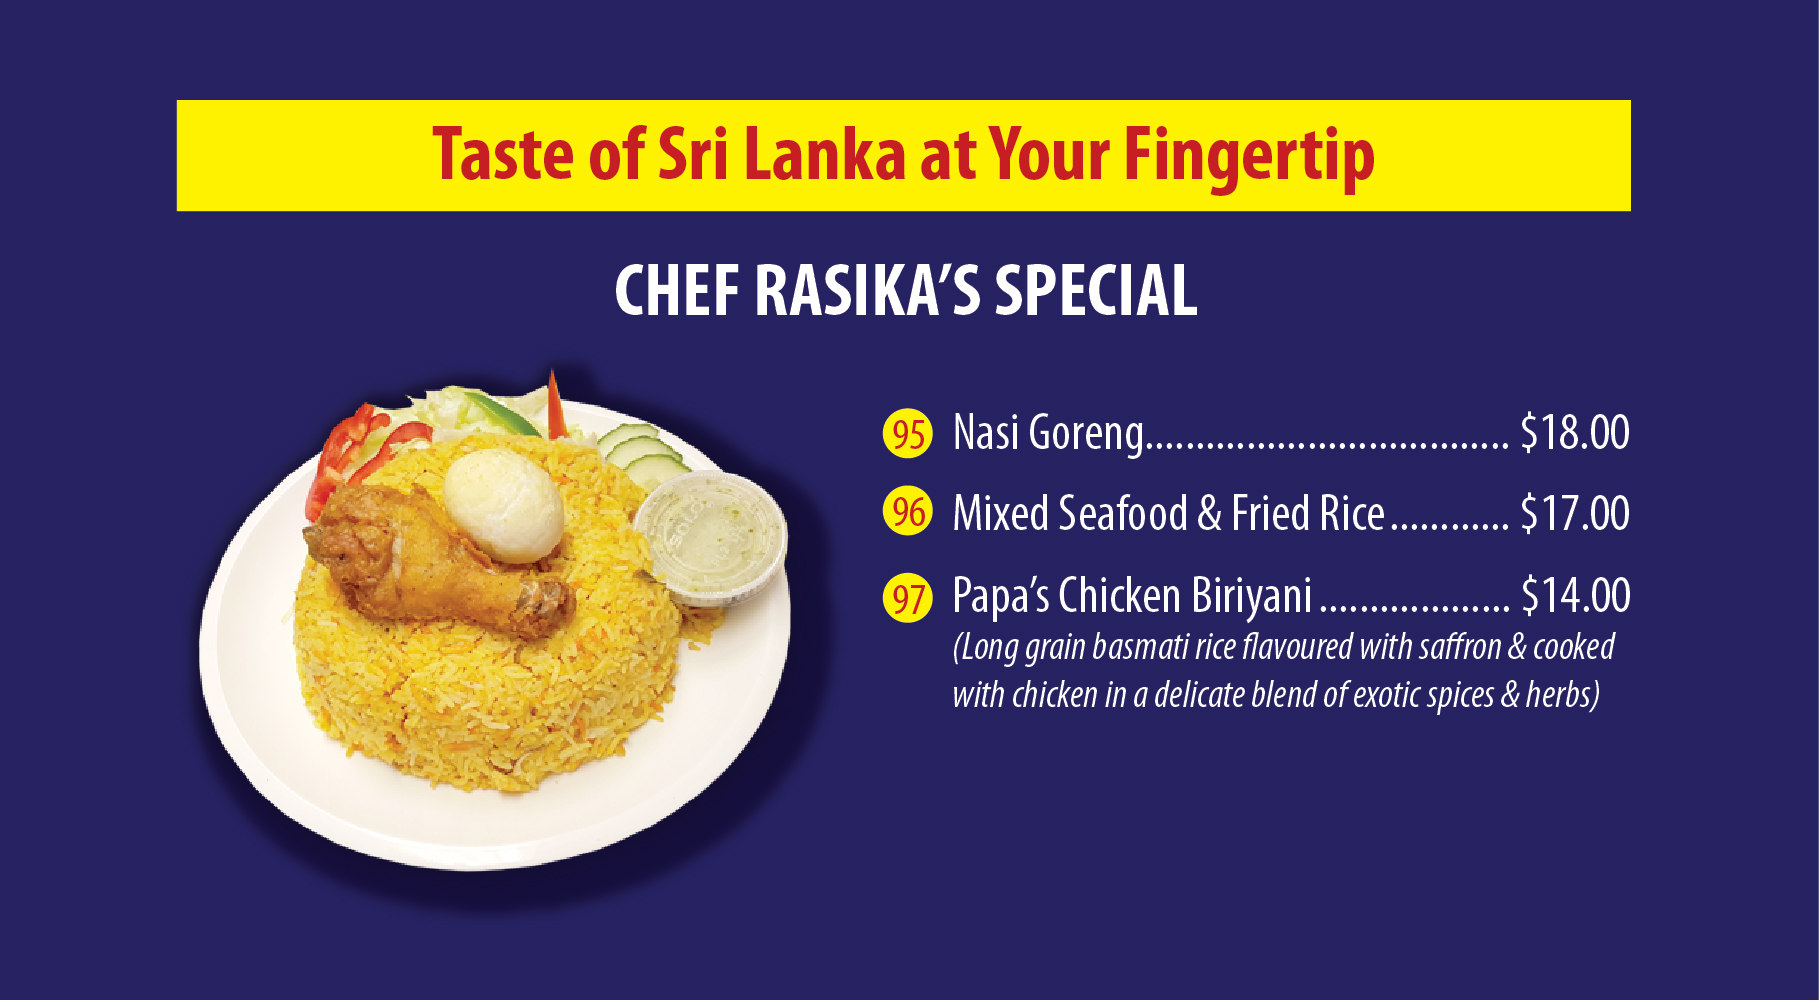 Taste of Sri Lanka at Your Fingertip
CHEF RASIKA’S SPECIAL
95 Nasi Goreng.................................... $18.00
96 Mixed Seafood & Fried Rice............ $17.00
97 Papa’s Chicken Biriyani................... $14.00
(Long grain basmati rice flavoured with saffron & cooked
with chicken in a delicate blend of exotic spices & herbs)